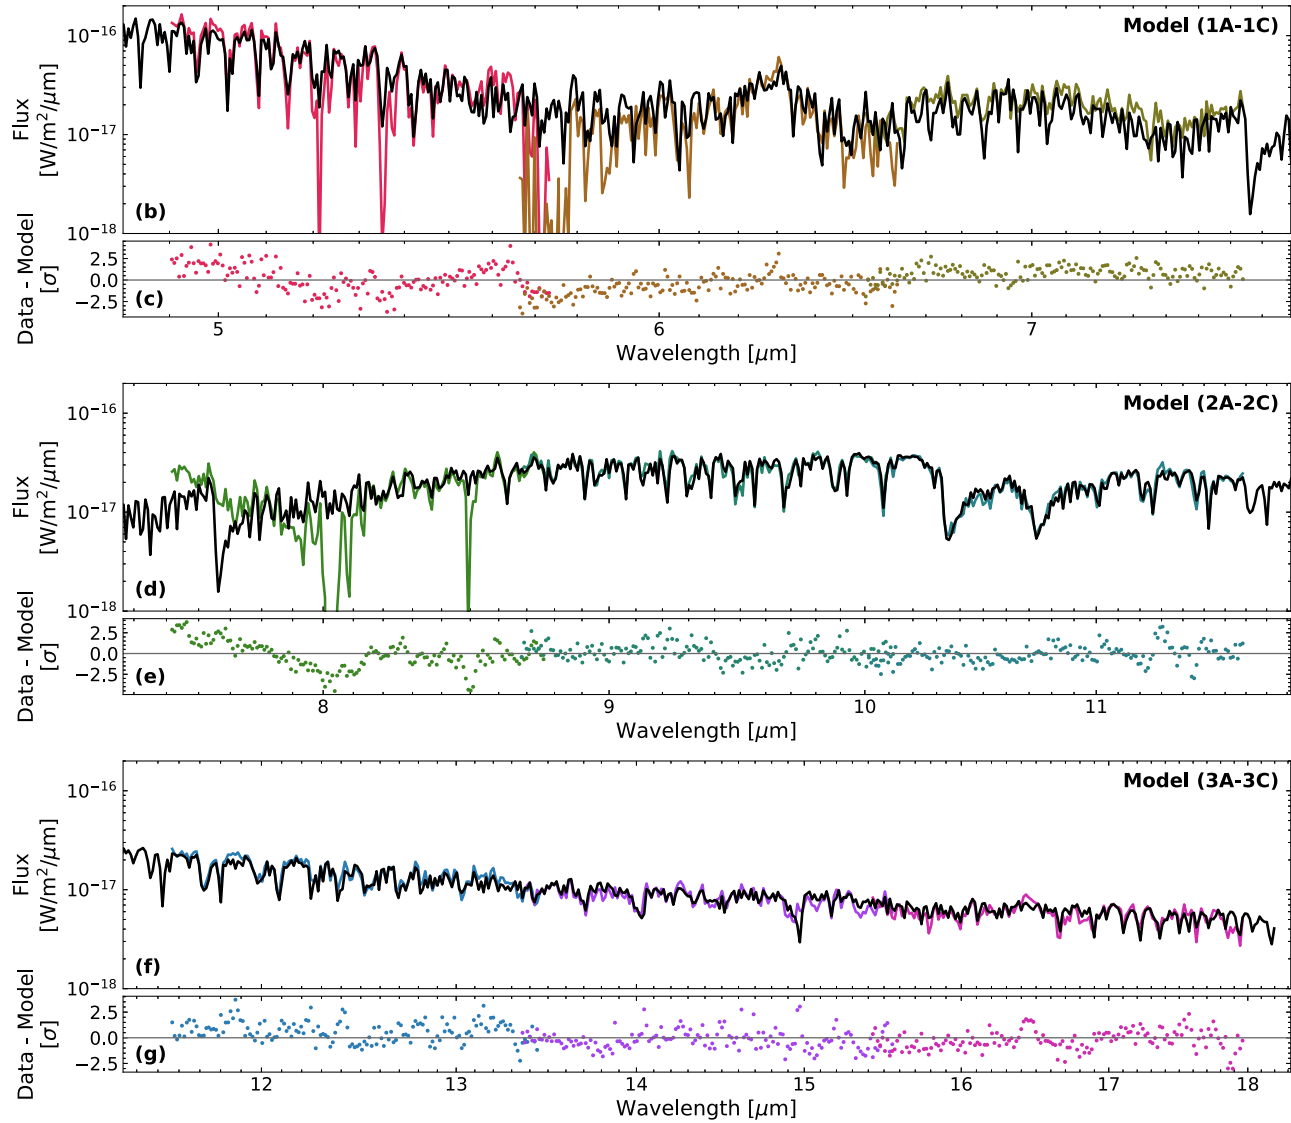 Model (1A-1C)
10⁻¹⁶
10⁻¹⁷
10⁻¹⁸
Flux
[W/m²/μm]
(b)
Data - Model
[σ]
2.5
0.0
−2.5
(c)
5 6 7
Wavelength [μm]
Model (2A-2C)
10⁻¹⁶
10⁻¹⁷
10⁻¹⁸
Flux
[W/m²/μm]
(d)
Data - Model
[σ]
2.5
0.0
−2.5
(e)
8 9 10 11
Wavelength [μm]
Model (3A-3C)
10⁻¹⁶
10⁻¹⁷
10⁻¹⁸
Flux
[W/m²/μm]
(f)
Data - Model
[σ]
2.5
0.0
−2.5
(g)
12 13 14 15 16 17 18
Wavelength [μm]